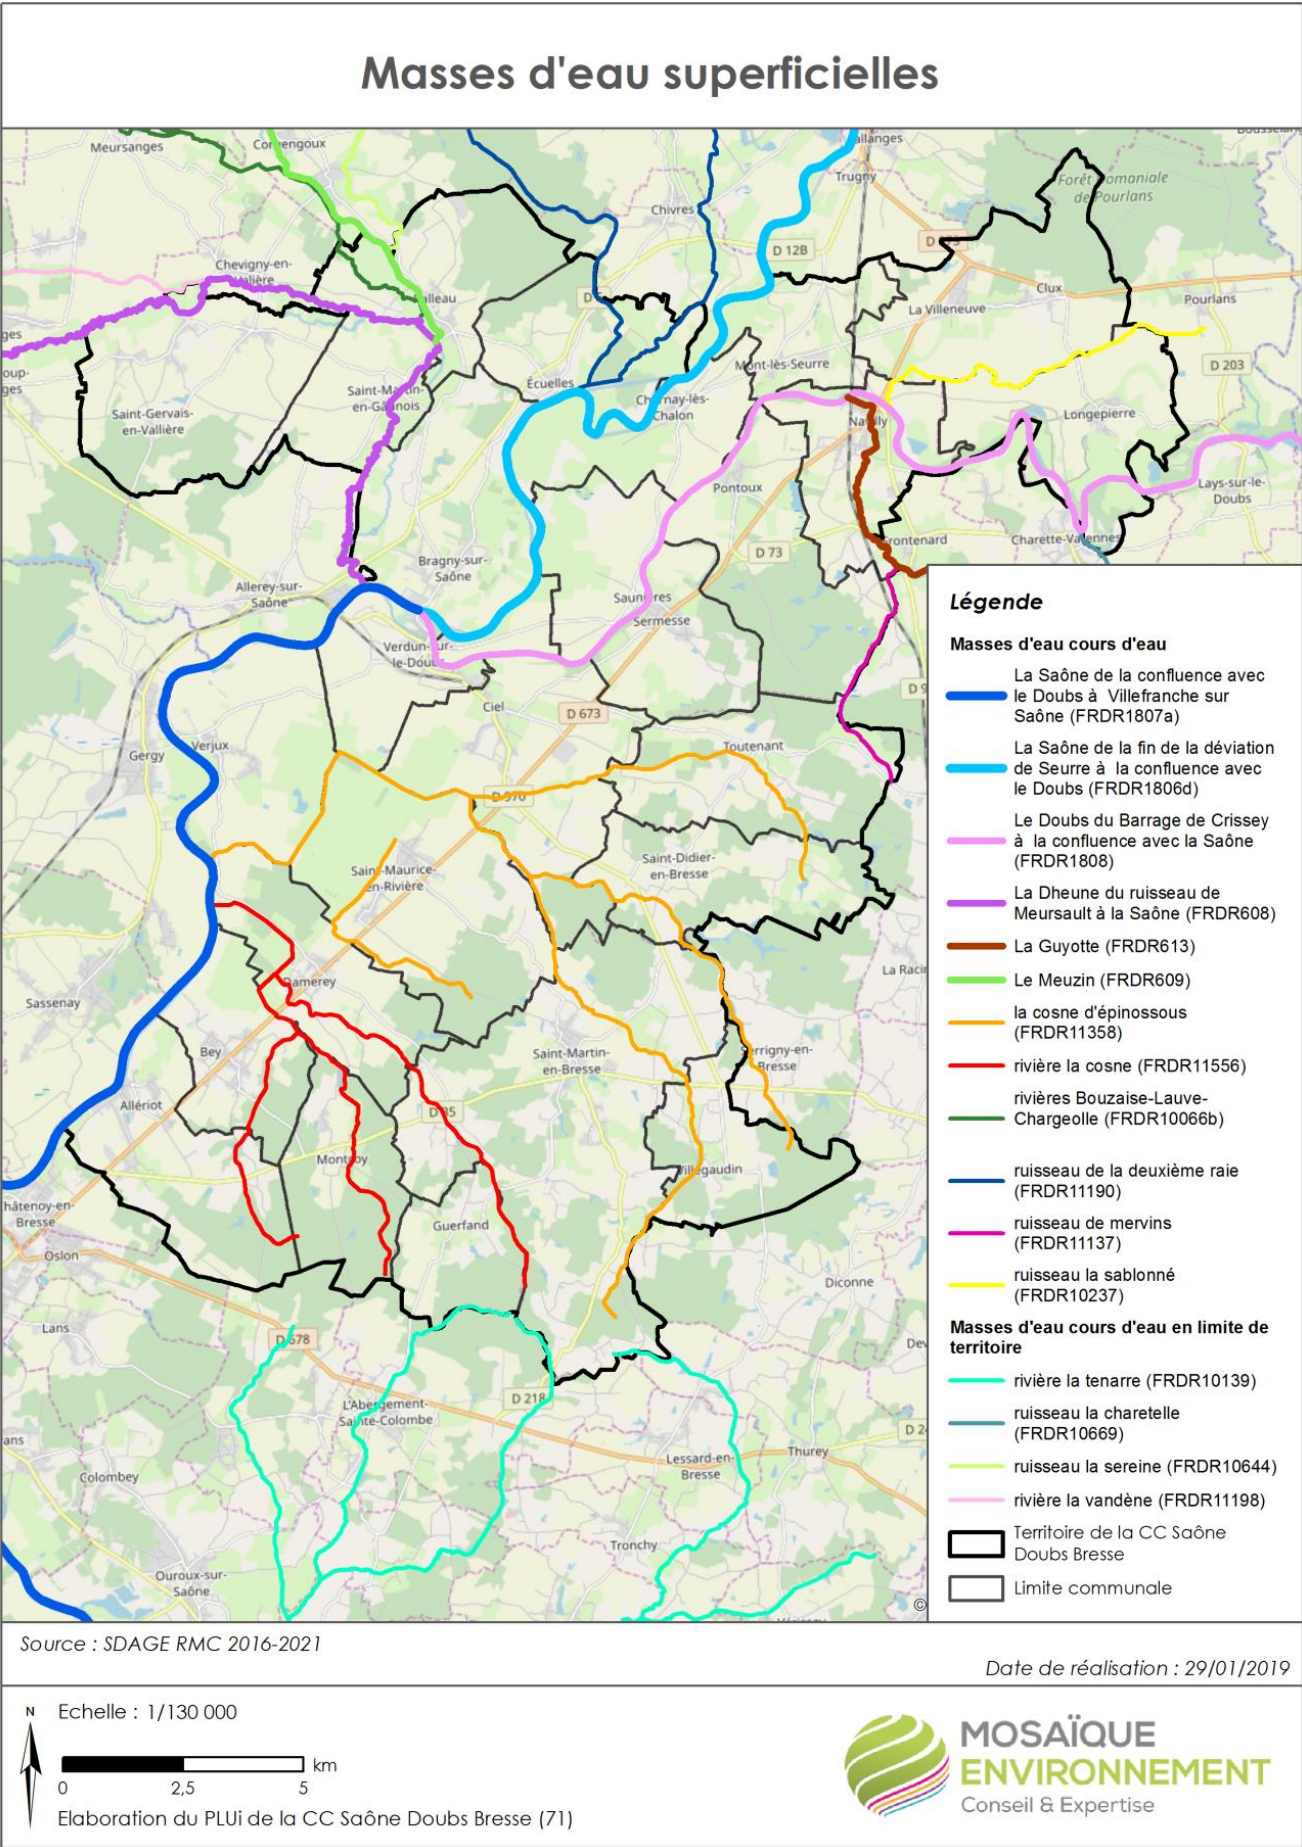 Masses d'eau superficielles
Meursanges
Trugny
Forêt Domaniale
de Pourlans
Chivres
D 12B
Chevigny-en-
Valière
Clux
Pourlans
La Villeneuve
Mont-lès-Seurre
D 203
Écuelles
Saint-Martin-
en-Gâtinois
Charnay-lès-
Chalon
Saint-Gervais-
en-Vallière
Longepierre
Navilly
Pontoux
Lays-sur-le-
Doubs
D 73
Frontenard
Charette-Varennes
Bragny-sur-
Saône
Allerey-sur-
Saône
Saunières
Sermesse
Verdun-sur-
le-Doubs
Ciel
D 673
Gergy
Verjux
Toutenant
D 970
Saint-Maurice-
en-Rivière
Saint-Didier-
en-Bresse
Damerey
Sassenay
Bey
Saint-Martin-
en-Bresse
Serrigny-en-
Bresse
Allériot
D 95
Montcoy
Villegaudin
Guerfand
Châtenoy-en-
Bresse
Oslon
Diconne
Lans
D 678
L'Abergement-
Sainte-Colombe
D 218
Lessard-en-
Bresse
Thurey
Colombey
Tronchy
Ouroux-sur-
Saône
©
Légende
Masses d'eau cours d'eau
La Saône de la confluence avec
le Doubs à Villefranche sur
Saône (FRDR1807a)
La Saône de la fin de la déviation
de Seurre à la confluence avec
le Doubs (FRDR1806d)
Le Doubs du Barrage de Crissey
à la confluence avec la Saône
(FRDR1808)
La Dheune du ruisseau de
Meursault à la Saône (FRDR608)
La Guyotte (FRDR613)
Le Meuzin (FRDR609)
la cosne d'épinossous
(FRDR11358)
rivière la cosne (FRDR11556)
rivières Bouzaise-Lauve-
Chargeolle (FRDR10066b)
ruisseau de la deuxième raie
(FRDR11190)
ruisseau de mervins
(FRDR11137)
ruisseau la sablonné
(FRDR10237)
Masses d'eau cours d'eau en limite de
territoire
rivière la tenarre (FRDR10139)
ruisseau la charetelle
(FRDR10669)
ruisseau la sereine (FRDR10644)
rivière la vandène (FRDR11198)
Territoire de la CC Saône
Doubs Bresse
Limite communale
Source : SDAGE RMC 2016-2021
Date de réalisation : 29/01/2019
N
Echelle : 1/130 000
km
0 2,5 5
Elaboration du PLUi de la CC Saône Doubs Bresse (71)
MOSAÏQUE
ENVIRONNEMENT
Conseil & Expertise